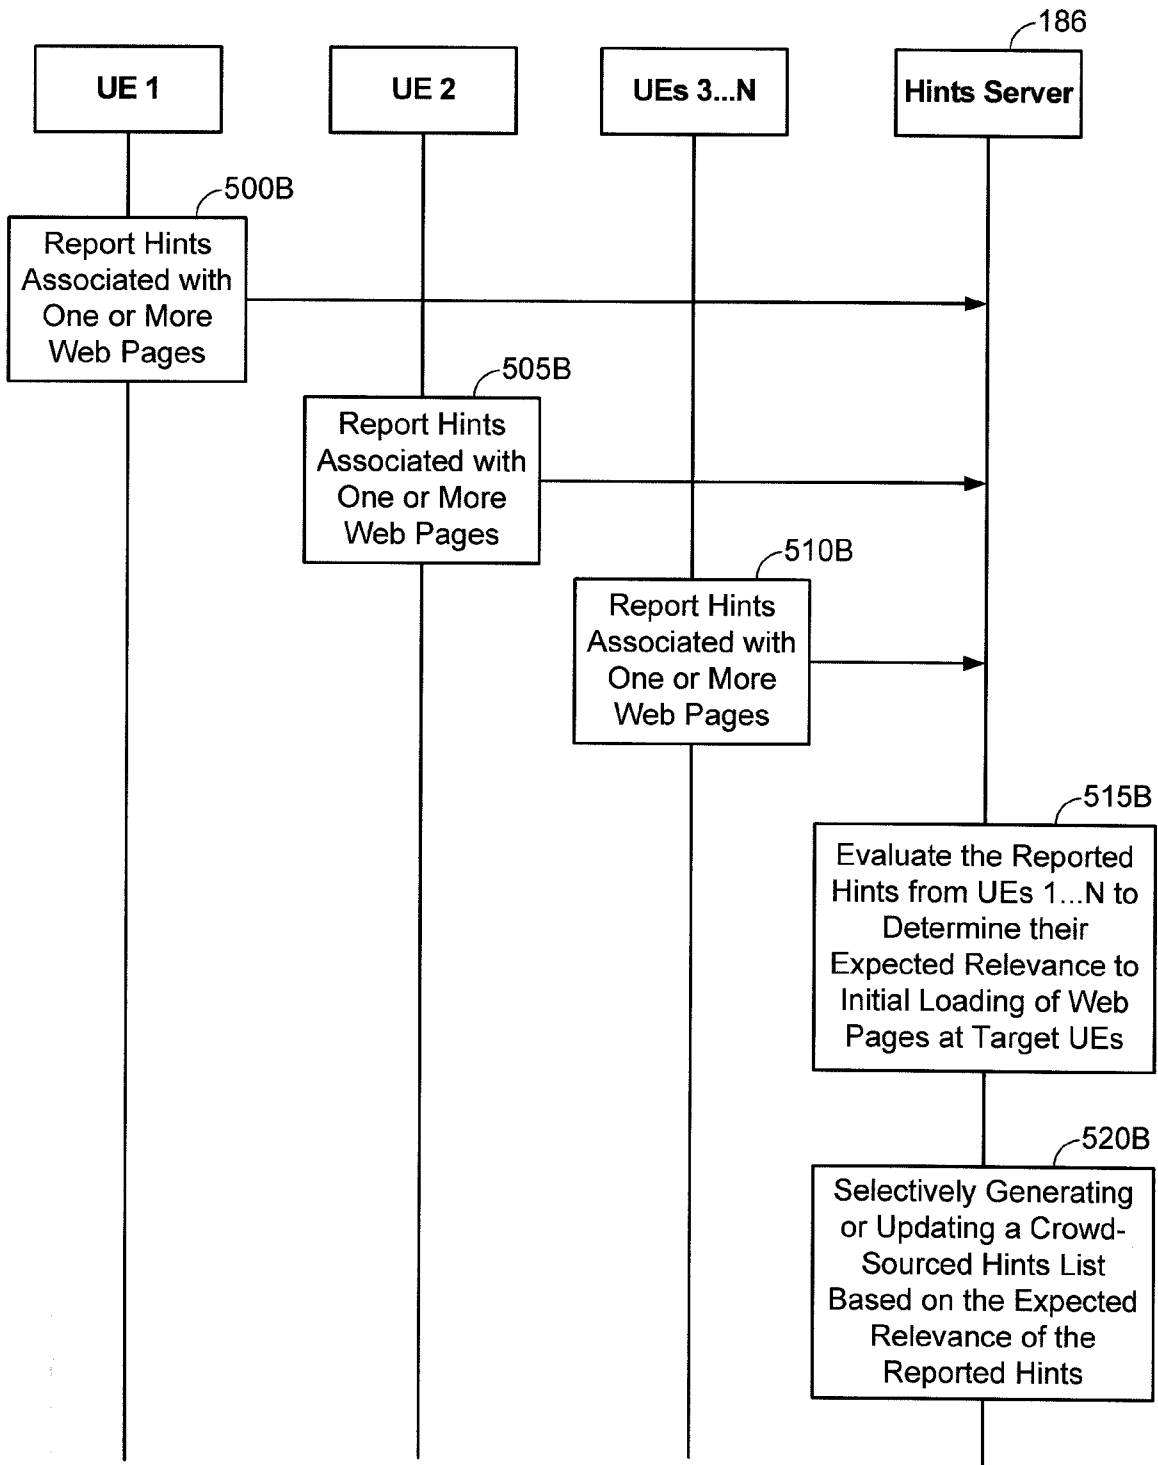 186
UE 1
UE 2
UEs 3...N
Hints Server
500B
Report Hints
Associated with
One or More
Web Pages
505B
Report Hints
Associated with
One or More
Web Pages
510B
Report Hints
Associated with
One or More
Web Pages
515B
Evaluate the Reported
Hints from UEs 1...N to
Determine their
Expected Relevance to
Initial Loading of Web
Pages at Target UEs
520B
Selectively Generating
or Updating a Crowd-
Sourced Hints List
Based on the Expected
Relevance of the
Reported Hints